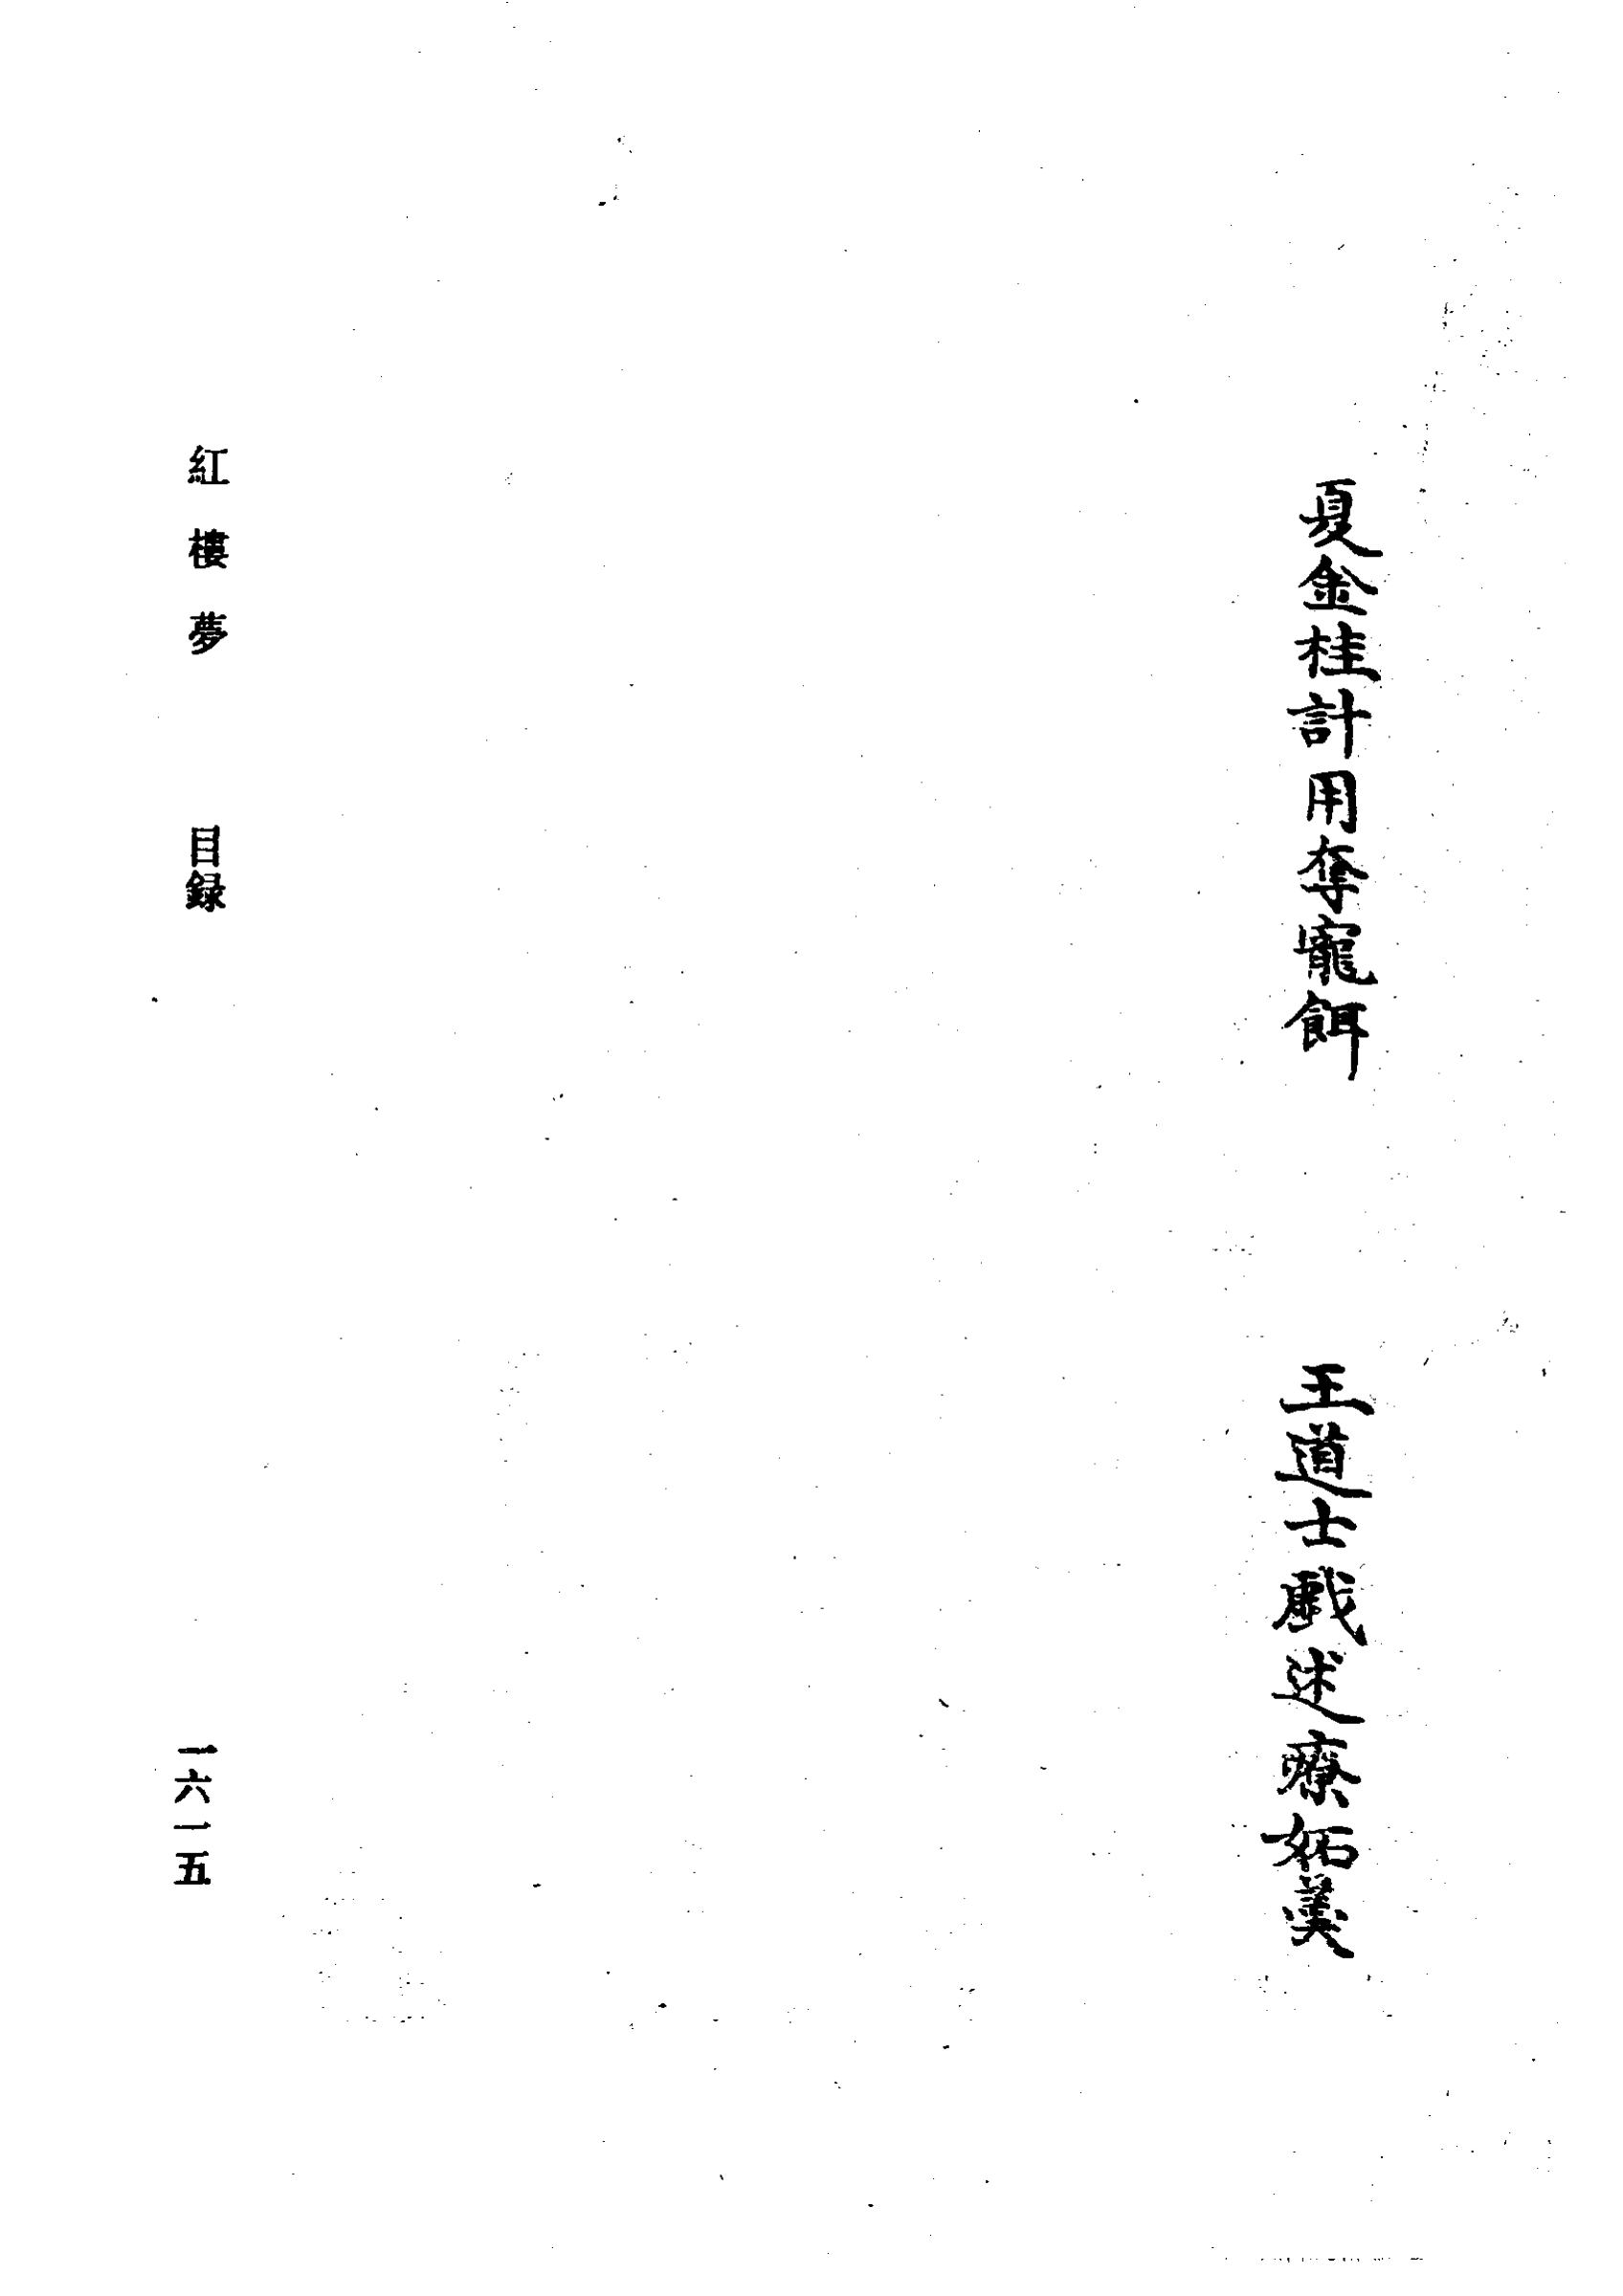 夏金桂計用奪寵餌
王道士戲述療妬羹
紅樓夢
目録
一六一五